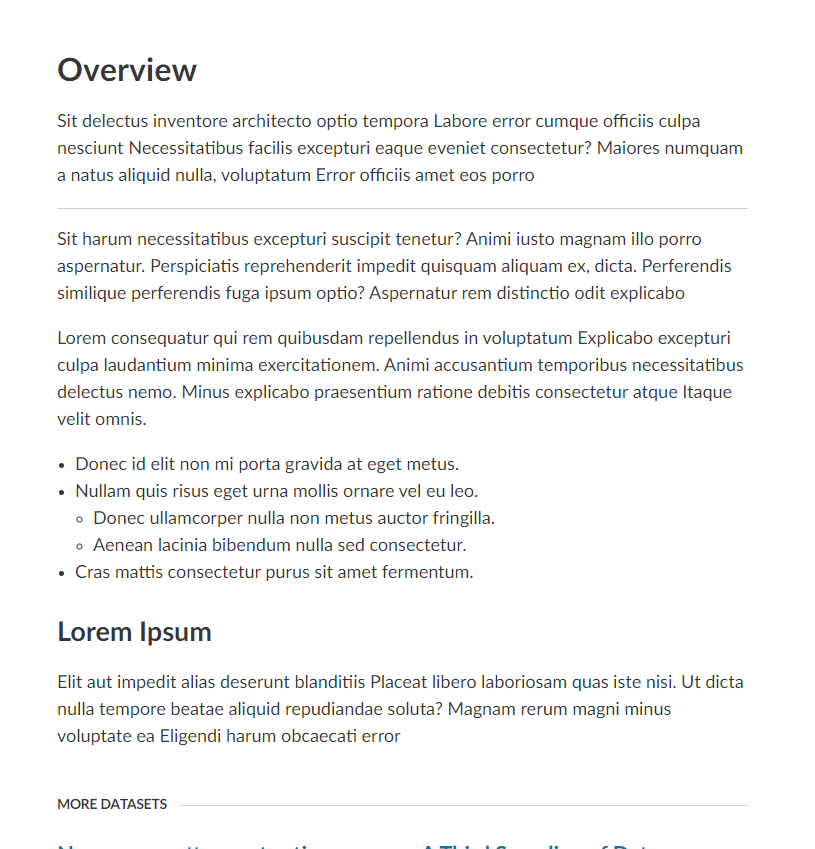 Overview
Sit delectus inventore architecto optio tempora Labore error cumque officiis culpa
nesciunt Necessitatibus facilis excepturi eaque eveniet consectetur? Maiores numquam
a natus aliquid nulla, voluptatum Error officiis amet eos porro
Sit harum necessitatibus excepturi suscipit tenetur? Animi iusto magnam illo porro
aspernatur. Perspiciatis reprehenderit impedit quisquam aliquam ex, dicta. Perferendis
similique perferendis fuga ipsum optio? Aspernatur rem distinctio odit explicabo
Lorem consequatur qui rem quibusdam repellendus in voluptatum Explicabo excepturi
culpa laudantium minima exercitationem. Animi accusantium temporibus necessitatibus
delectus nemo. Minus explicabo praesentium ratione debitis consectetur atque Itaque
velit omnis.
• Donec id elit non mi porta gravida at eget metus.
• Nullam quis risus eget urna mollis ornare vel eu leo.
◦ Donec ullamcorper nulla non metus auctor fringilla.
◦ Aenean lacinia bibendum nulla sed consectetur.
• Cras mattis consectetur purus sit amet fermentum.
Lorem Ipsum
Elit aut impedit alias deserunt blanditiis Placeat libero laboriosam quas iste nisi. Ut dicta
nulla tempore beatae aliquid repudiandae soluta? Magnam rerum magni minus
voluptate ea Eligendi harum obcaecati error
MORE DATASETS